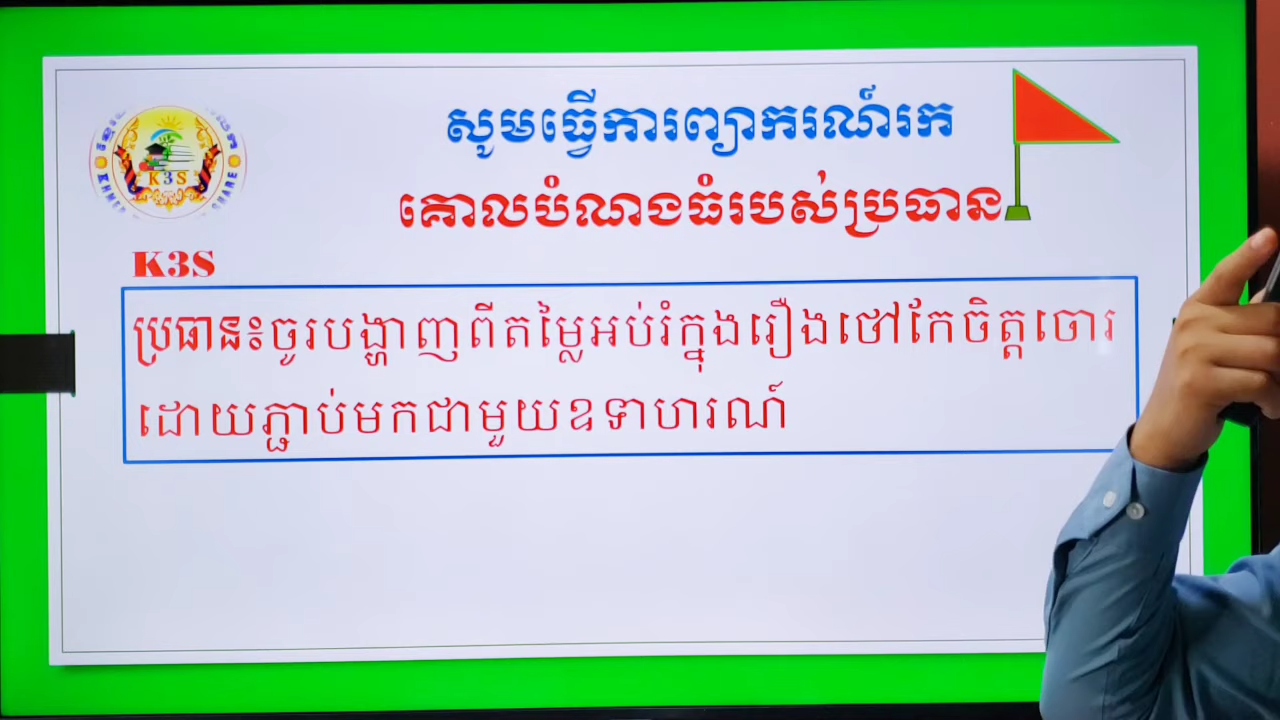 សូមធ្វើការព្យាករណ៍រក
គោលបំណងធំរបស់ប្រធាន
K3S
K3S
ប្រធាន៖ចូរបង្ហាញពីតម្លៃអប់រំក្នុងរឿងថៅកែចិត្តចោរ
ដោយភ្ជាប់មកជាមួយឧទាហរណ៍